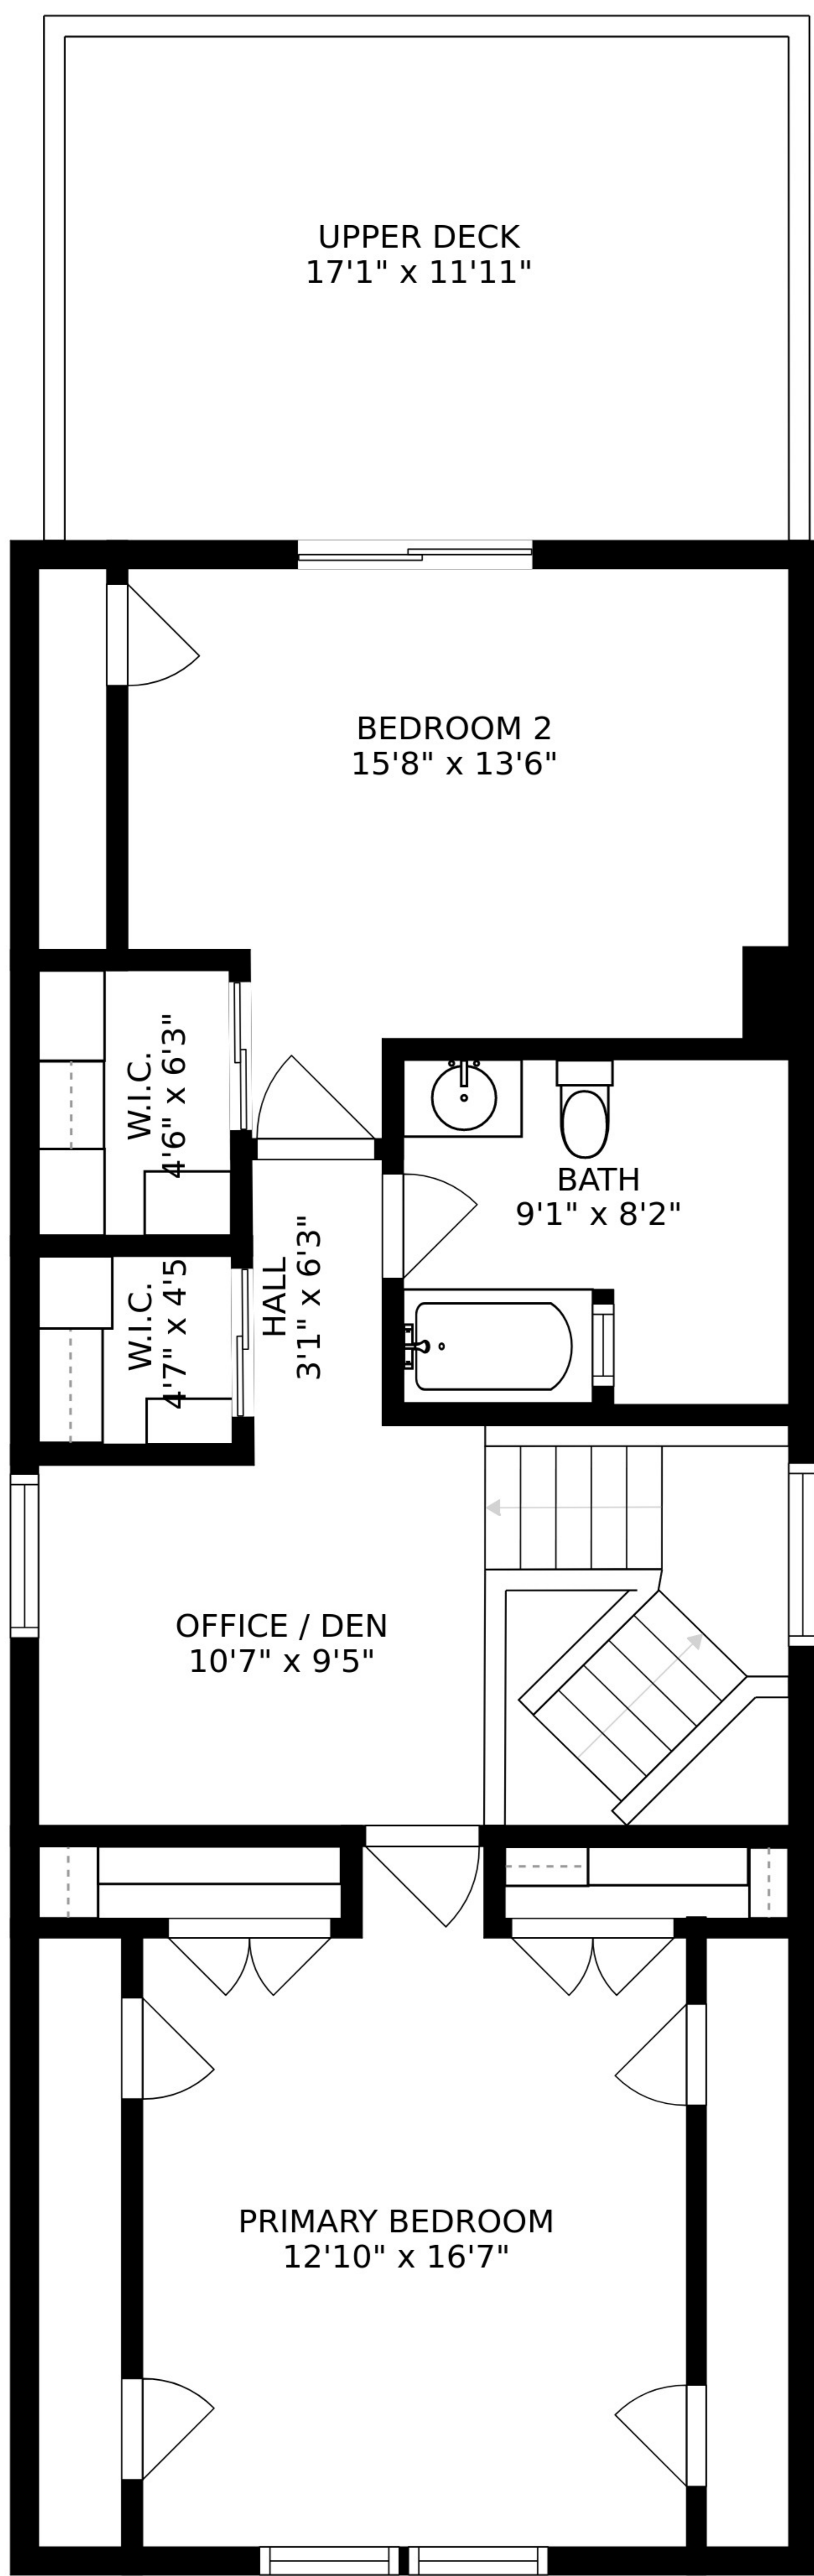 UPPER DECK
17'1" x 11'11"
BEDROOM 2
15'8" x 13'6"
W.I.C.
4'6" x 6'3"
BATH
9'1" x 8'2"
HALL
3'1" x 6'3"
W.I.C.
4'7" x 4'5
OFFICE / DEN
10'7" x 9'5"
PRIMARY BEDROOM
12'10" x 16'7"